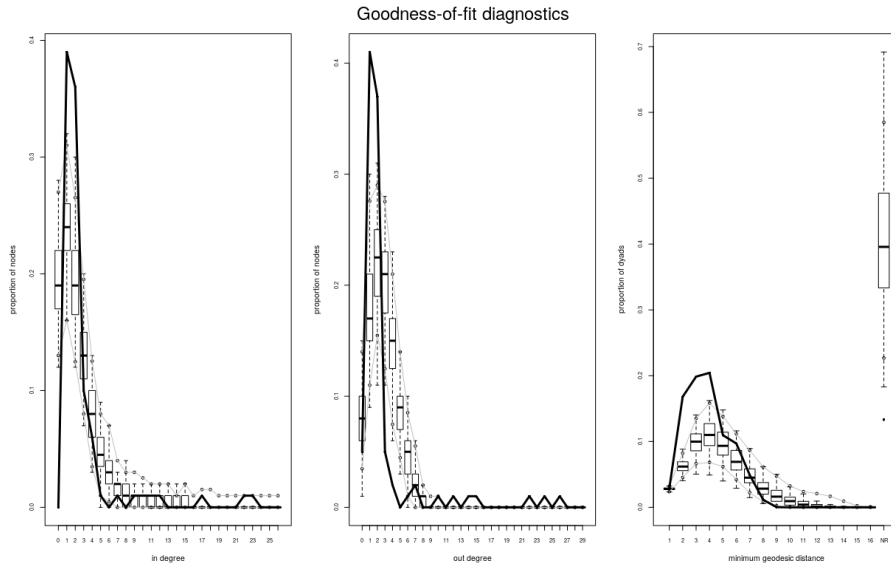 Goodness-of-fit diagnostics
proportion of nodes
0.0 0.1 0.2 0.3 0.4
0 1 2 3 4 5 6 7 8 9 11 13 15 17 19 21 23 25
in degree
proportion of nodes
0.0 0.1 0.2 0.3 0.4
0 1 2 3 4 5 6 7 8 9 11 13 15 17 19 21 23 25 27 29
out degree
proportion of dyads
0.0 0.1 0.2 0.3 0.4 0.5 0.6 0.7
1 2 3 4 5 6 7 8 9 10 11 12 13 14 15 16 NR
minimum geodesic distance